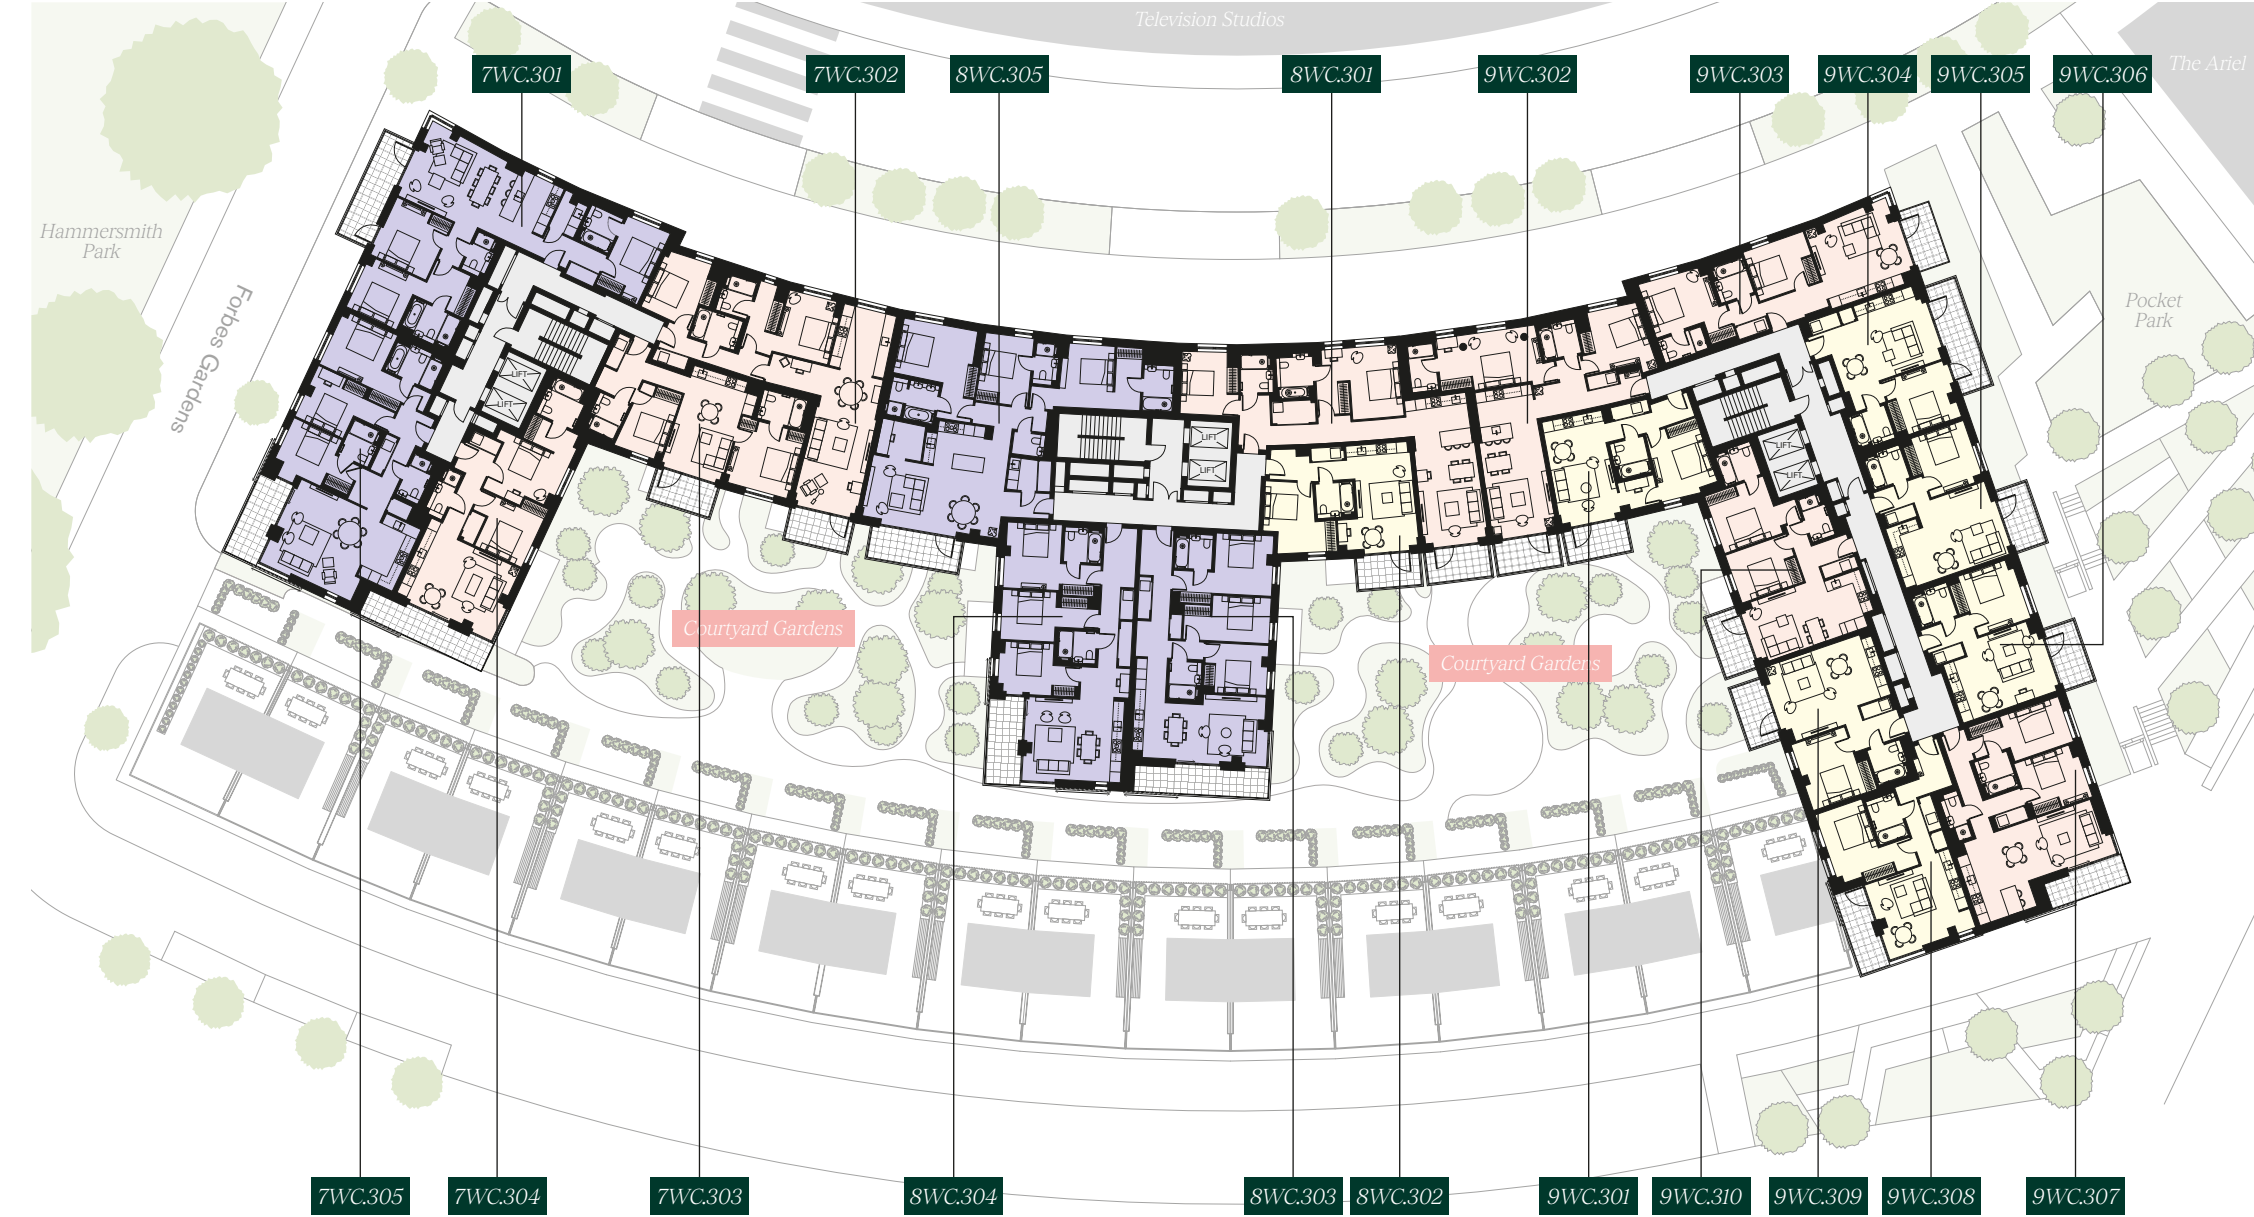 Television Studios
The Ariel
7WC.301
7WC.302
8WC.305
8WC.301
9WC.302
9WC.303
9WC.304
9WC.305
9WC.306
Hammersmith
Park
Forbes Gardens
Pocket
Park
LIFT
LIFT
LIFT
LIFT
LIFT
LIFT
Courtyard Gardens
Courtyard Gardens
7WC.305
7WC.304
7WC.303
8WC.304
8WC.303
8WC.302
9WC.301
9WC.310
9WC.309
9WC.308
9WC.307